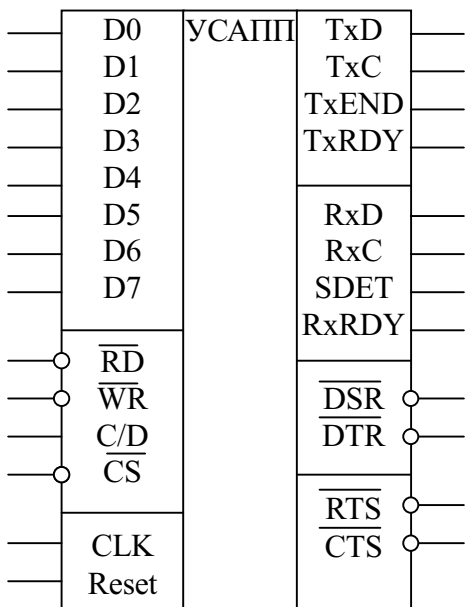 D0 УСАПП TxD
D1 TxC
D2 TxEND
D3 TxRDY
D4
D5 RxD
D6 RxC
D7 SDET
RxRDY
RD
WR DSR
C/D DTR
CS
RTS
CLK CTS
Reset